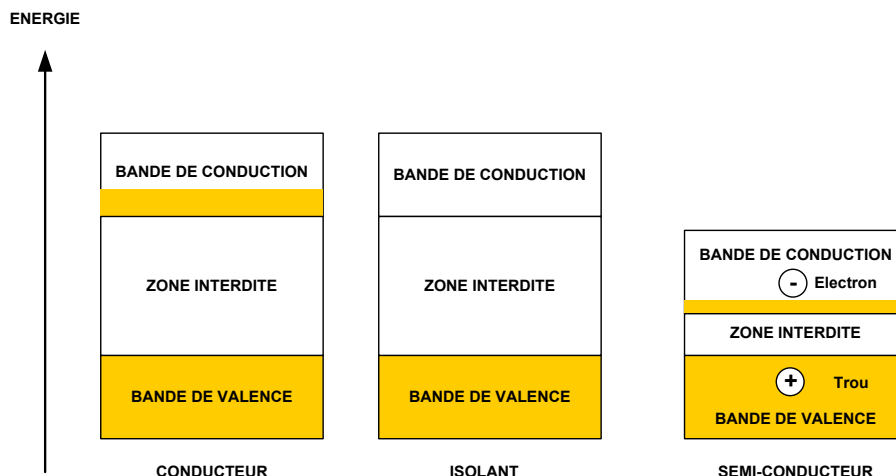 ENERGIE
BANDE DE CONDUCTION
ZONE INTERDITE
BANDE DE VALENCE
CONDUCTEUR
BANDE DE CONDUCTION
ZONE INTERDITE
BANDE DE VALENCE
ISOLANT
BANDE DE CONDUCTION
- Electron
ZONE INTERDITE
+ Trou
BANDE DE VALENCE
SEMI-CONDUCTEUR